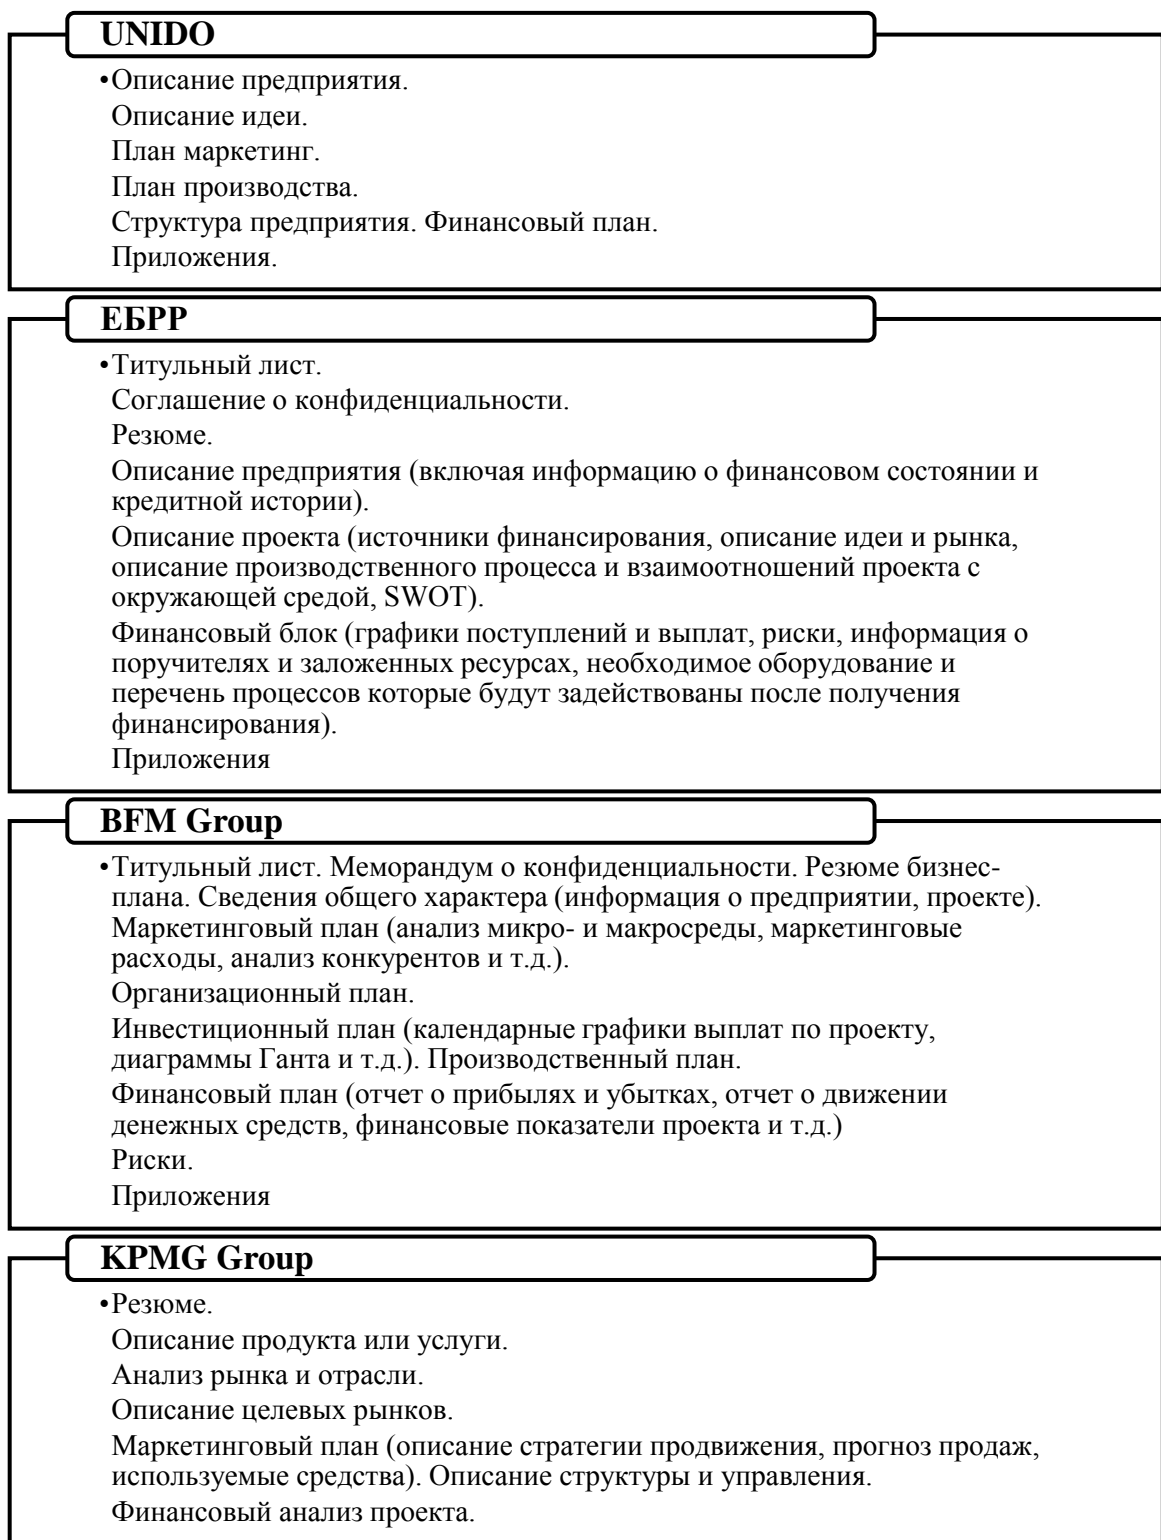 UNIDO
•Описание предприятия.
Описание идеи.
План маркетинг.
План производства.
Структура предприятия. Финансовый план.
Приложения.
ЕБРР
•Титульный лист.
Соглашение о конфиденциальности.
Резюме.
Описание предприятия (включая информацию о финансовом состоянии и
кредитной истории).
Описание проекта (источники финансирования, описание идеи и рынка,
описание производственного процесса и взаимоотношений проекта с
окружающей средой, SWOT).
Финансовый блок (графики поступлений и выплат, риски, информация о
поручителях и заложенных ресурсах, необходимое оборудование и
перечень процессов которые будут задействованы после получения
финансирования).
Приложения
BFM Group
•Титульный лист. Меморандум о конфиденциальности. Резюме бизнес-
плана. Сведения общего характера (информация о предприятии, проекте).
Маркетинговый план (анализ микро- и макросреды, маркетинговые
расходы, анализ конкурентов и т.д.).
Организационный план.
Инвестиционный план (календарные графики выплат по проекту,
диаграммы Ганта и т.д.). Производственный план.
Финансовый план (отчет о прибылях и убытках, отчет о движении
денежных средств, финансовые показатели проекта и т.д.)
Риски.
Приложения
KPMG Group
•Резюме.
Описание продукта или услуги.
Анализ рынка и отрасли.
Описание целевых рынков.
Маркетинговый план (описание стратегии продвижения, прогноз продаж,
используемые средства). Описание структуры и управления.
Финансовый анализ проекта.